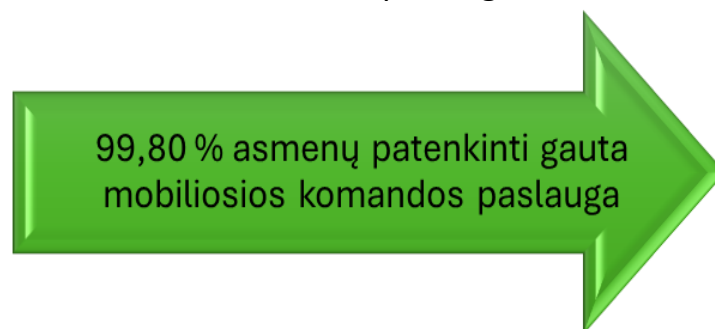 99,80 % asmenų patenkinti gauta
mobiliosios komandos paslauga